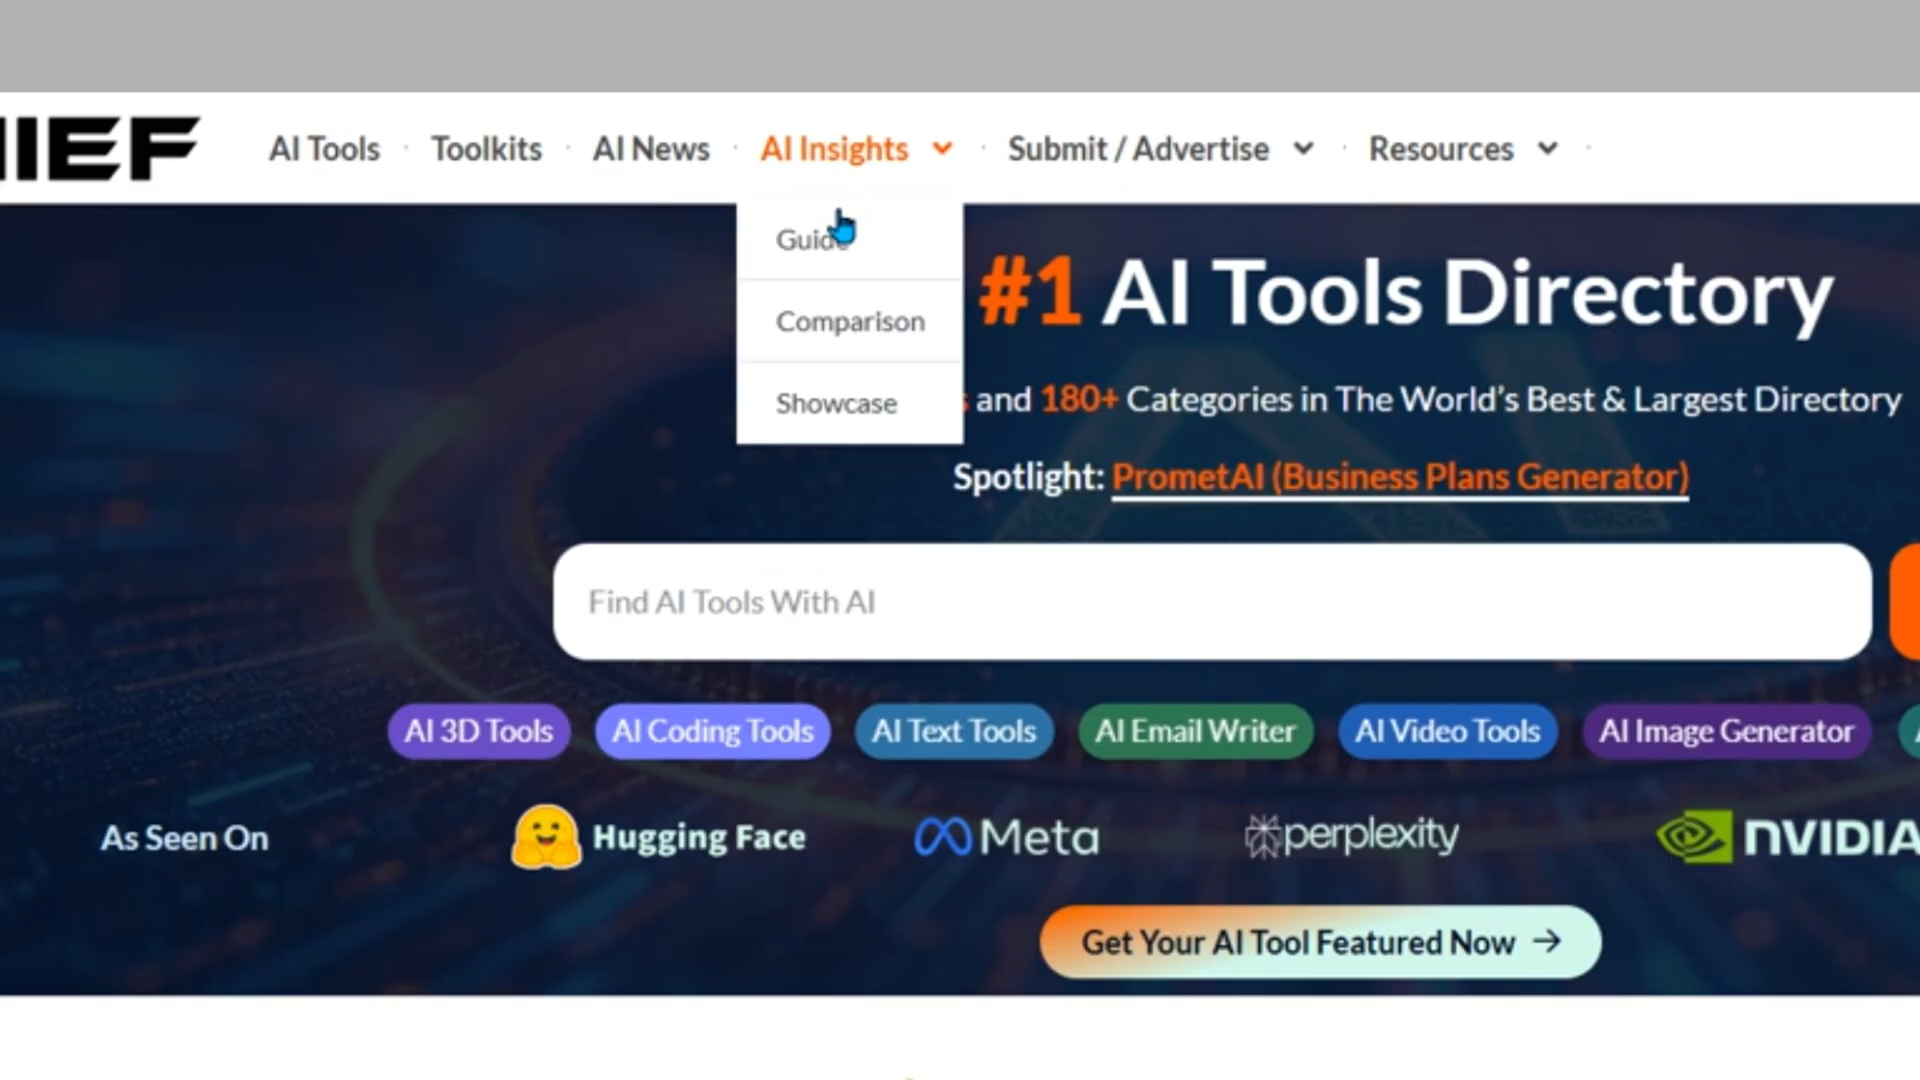 IEF
AI Tools · Toolkits · AI News · AI Insights · Submit / Advertise · Resources ·
Guide
Comparison
Showcase
#1 AI Tools Directory
and 180+ Categories in The World's Best & Largest Directory
Spotlight: PrometAI (Business Plans Generator)
Find AI Tools With AI
AI 3D Tools AI Coding Tools AI Text Tools AI Email Writer AI Video Tools AI Image Generator
As Seen On Hugging Face Meta perplexity NVIDIA
Get Your AI Tool Featured Now →